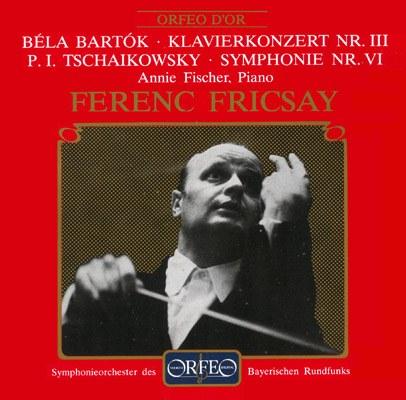 ORFEO D'OR
BÉLA BARTÓK · KLAVIERKONZERT NR. III
P. I. TSCHAIKOWSKY · SYMPHONIE NR. VI
Annie Fischer, Piano
FERENC FRICSAY
Symphonieorchester des
ORFEO
Bayerischen Rundfunks